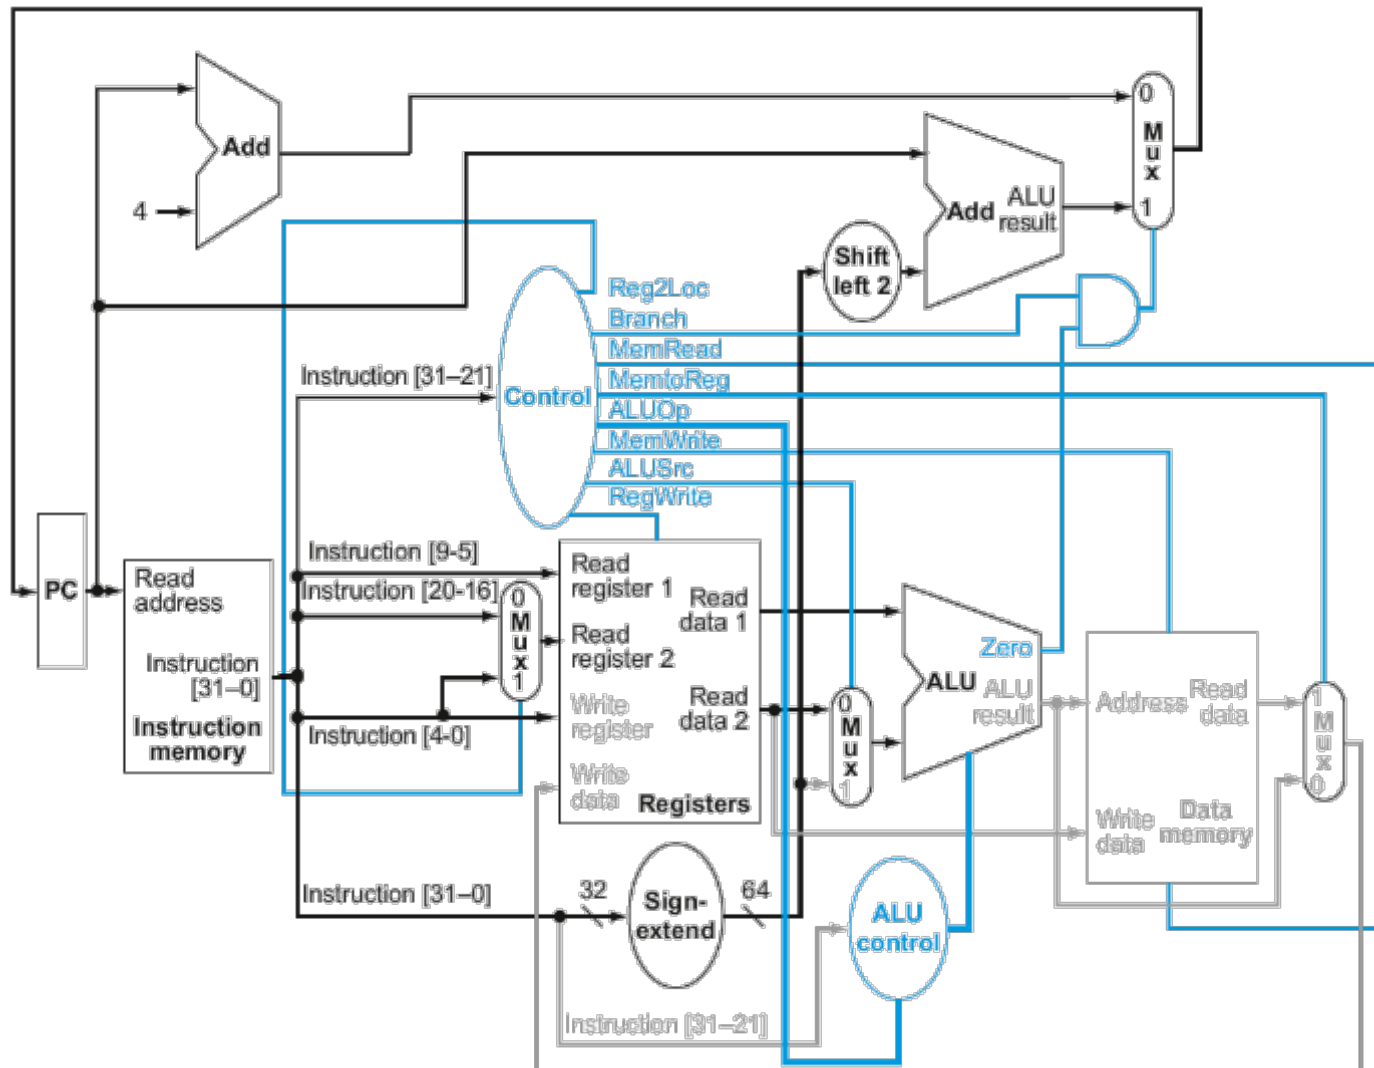 0
M
u
x
1
Add
4
Add
ALU
result
Shift
left 2
Reg2Loc
Branch
MemRead
MemtoReg
ALUOp
MemWrite
ALUSrc
RegWrite
Instruction [31–21]
Control
Instruction [9-5]
Instruction [20-16]
Instruction [4-0]
Instruction [31–0]
PC
Read
address
Instruction
[31–0]
Instruction
memory
0
M
u
x
1
Read
register 1
Read
register 2
Write
register
Write
data
Read
data 1
Read
data 2
Registers
0
M
u
x
1
Zero
ALU
ALU
result
Address
Read
data
Write
data
Data
memory
1
M
u
x
0
32
Sign-
extend
64
ALU
control
Instruction [31–21]